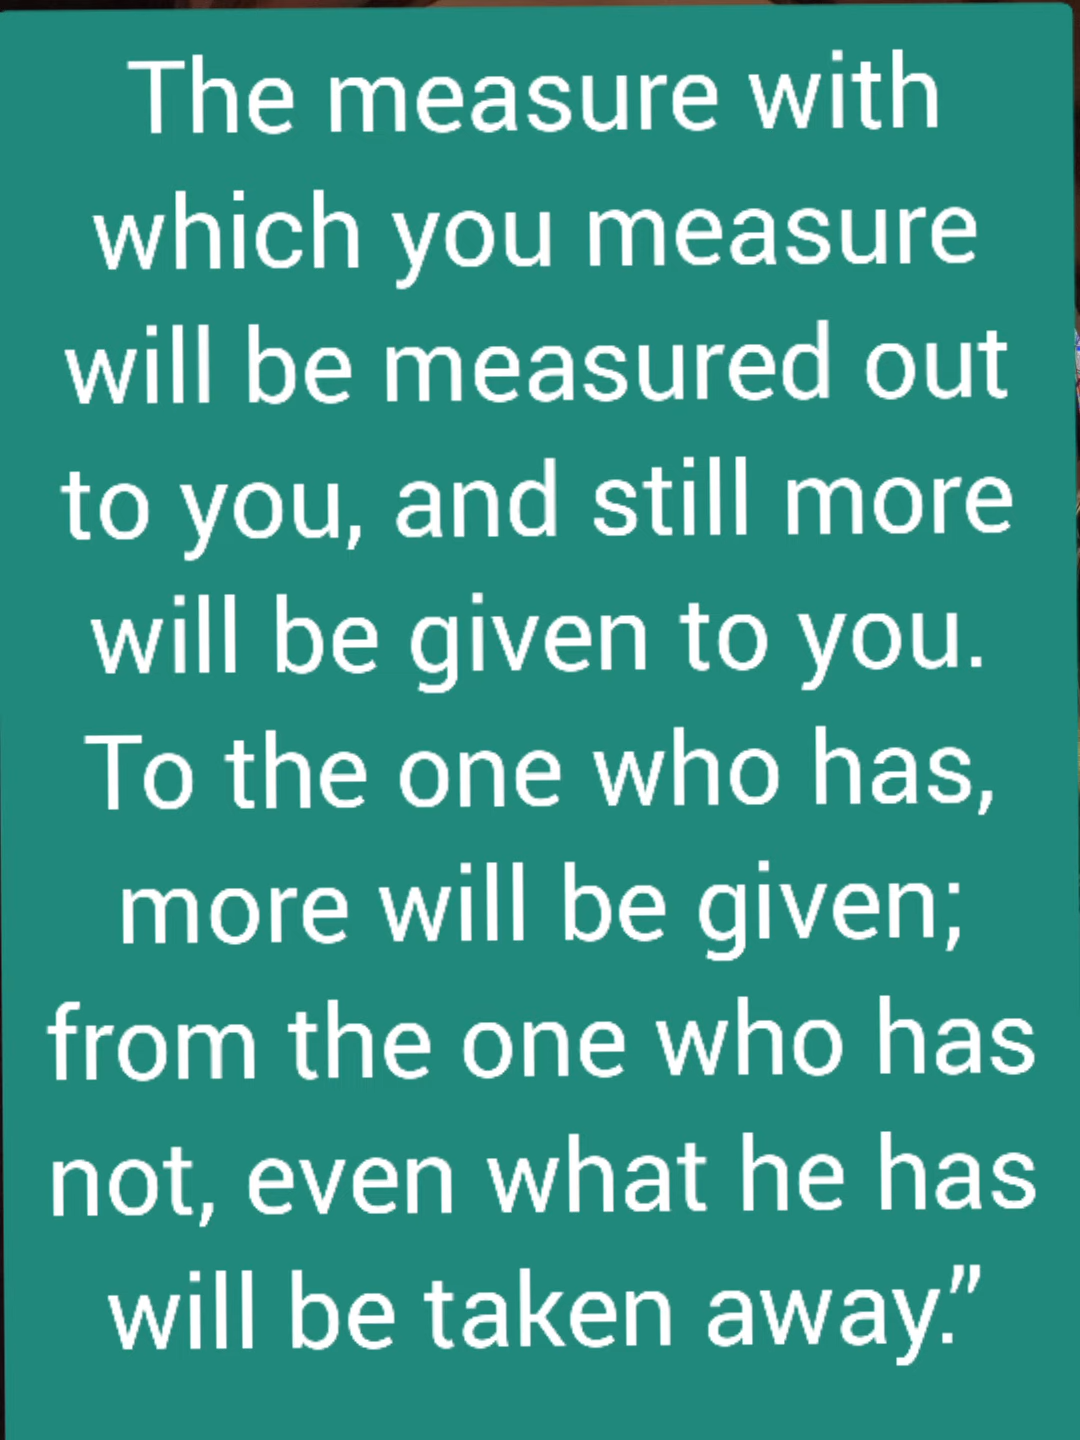 The measure with
which you measure
will be measured out
to you, and still more
will be given to you.
To the one who has,
more will be given;
from the one who has
not, even what he has
will be taken away.”